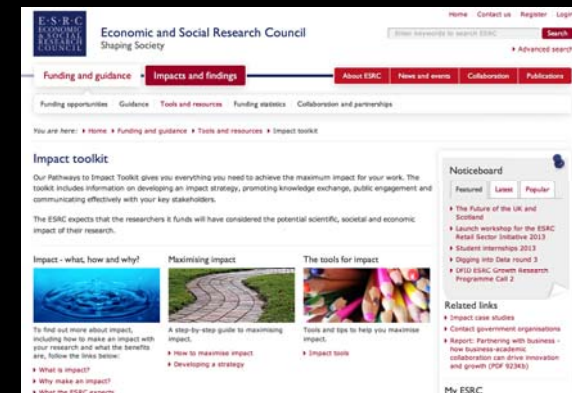 Home Contact us Register Login
E·S·R·C
ECONOMIC
& SOCIAL
RESEARCH
COUNCIL
Economic and Social Research Council
Shaping Society
Enter keywords to search ESRC
Search
Advanced search
Funding and guidance
Impacts and findings
About ESRC
News and events
Collaboration
Publications
Funding opportunities Guidance Tools and resources Funding statistics Collaboration and partnerships
You are here: Home Funding and guidance Tools and resources Impact toolkit
Impact toolkit
Our Pathways to Impact Toolkit gives you everything you need to achieve the maximum impact for your work. The
toolkit includes information on developing an impact strategy, promoting knowledge exchange, public engagement and
communicating effectively with your key stakeholders.
The ESRC expects that the researchers it funds will have considered the potential scientific, societal and economic
impact of their research.
Impact - what, how and why?
To find out more about impact,
including how to make an impact with
your research and what the benefits
are, follow the links below:
What is impact?
Why make an impact?
What the ESRC expects
Maximising impact
A step-by-step guide to maximising
impact.
How to maximise impact
Developing a strategy
The tools for impact
Tools and tips to help you maximise
impact.
Impact tools
Noticeboard
Featured Latest Popular
The Future of the UK and
Scotland
Launch workshop for the ESRC
Retail Sector Initiative 2013
Student internships 2013
Digging into Data round 3
DFID ESRC Growth Research
Programme Call 2
Related links
Impact case studies
Contact government organisations
Report: Partnering with business -
how business-academic
collaboration can drive innovation
and growth (PDF 923Kb)
My ESRC